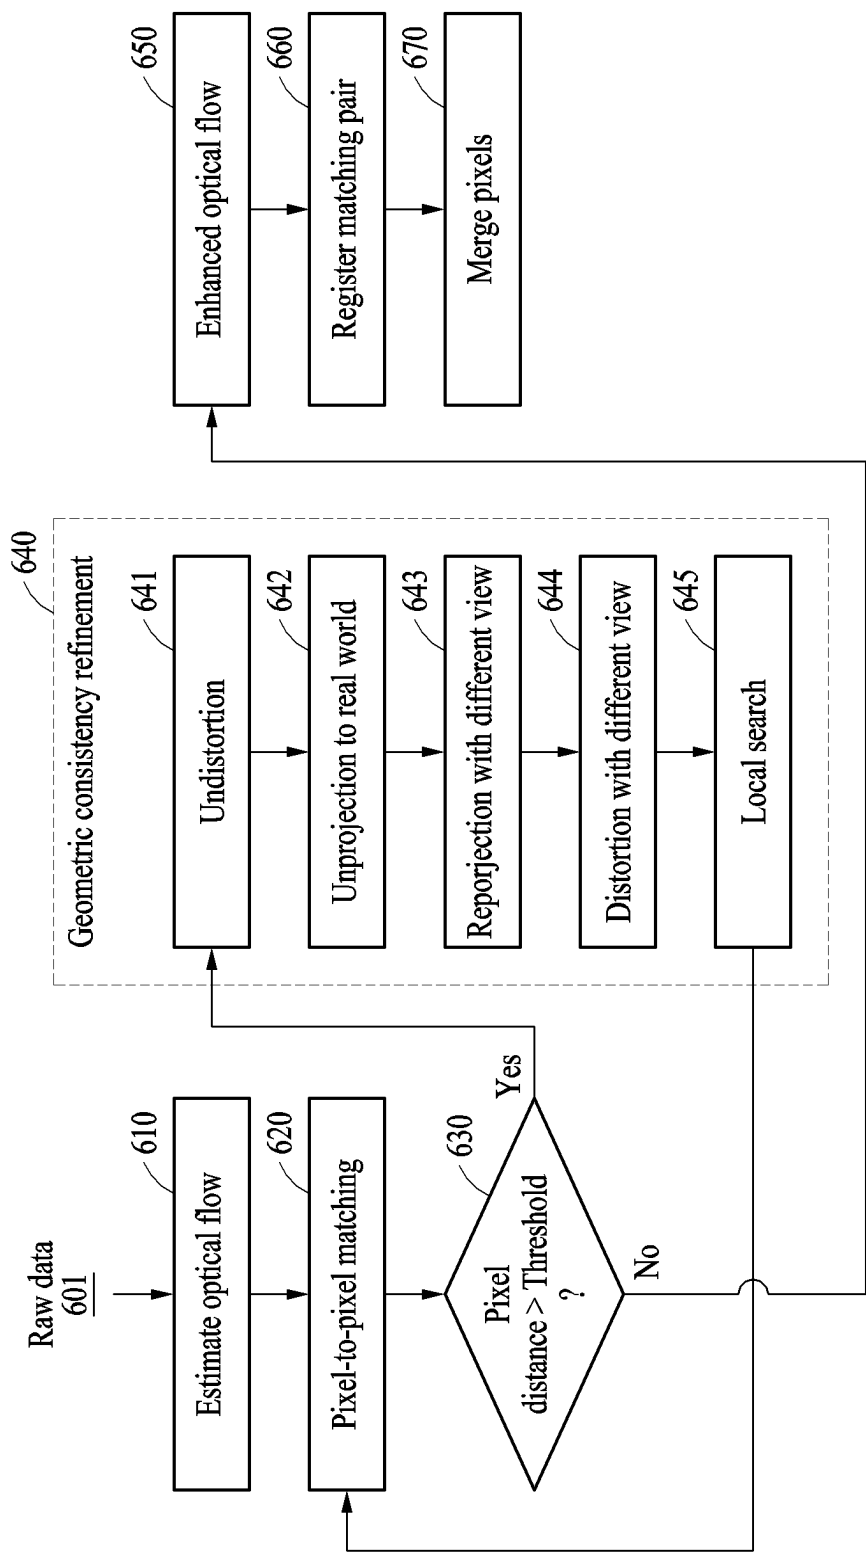 Raw data
601
610
Estimate optical flow
620
Pixel-to-pixel matching
630
Pixel
distance > Threshold
?
Yes
No
640
Geometric consistency refinement
641
Undistortion
642
Unprojection to real world
643
Reporjection with different view
644
Distortion with different view
645
Local search
650
Enhanced optical flow
660
Register matching pair
670
Merge pixels